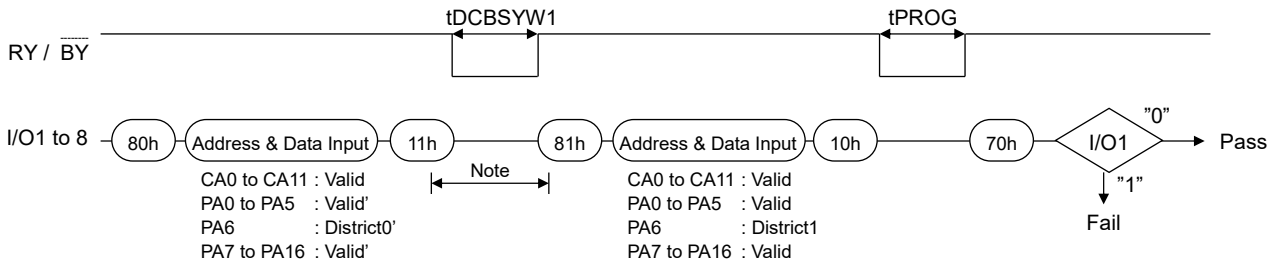 tDCBSYW1
tPROG
RY / BY
I/O1 to 8
80h
Address & Data Input
11h
81h
Address & Data Input
10h
70h
I/O1
”0”
Pass
”1”
Fail
Note
CA0 to CA11 : Valid
PA0 to PA5 : Valid’
PA6 : District0’
PA7 to PA16 : Valid’
CA0 to CA11 : Valid
PA0 to PA5 : Valid
PA6 : District1
PA7 to PA16 : Valid